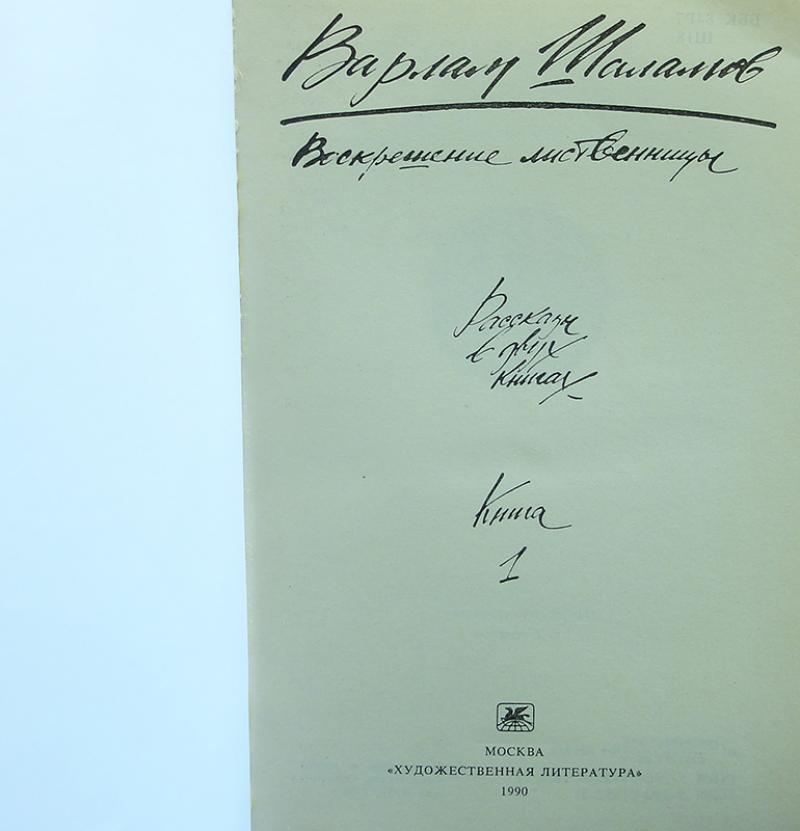 Варлам Шаламов
Воскрешение лиственницы
Рассказы
в двух
книгах
Книга
1
МОСКВА
«ХУДОЖЕСТВЕННАЯ ЛИТЕРАТУРА»
1990